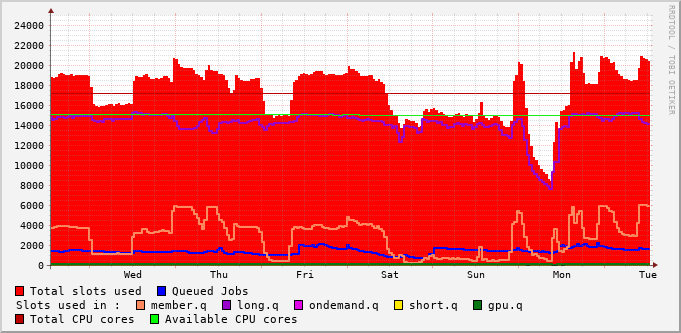 RRDTOOL / TOBI OETIKER
24000
22000
20000
18000
16000
14000
12000
10000
8000
6000
4000
2000
0
Wed Thu Fri Sat Sun Mon Tue
Total slots used Queued Jobs
Slots used in : member.q long.q ondemand.q short.q gpu.q
Total CPU cores Available CPU cores